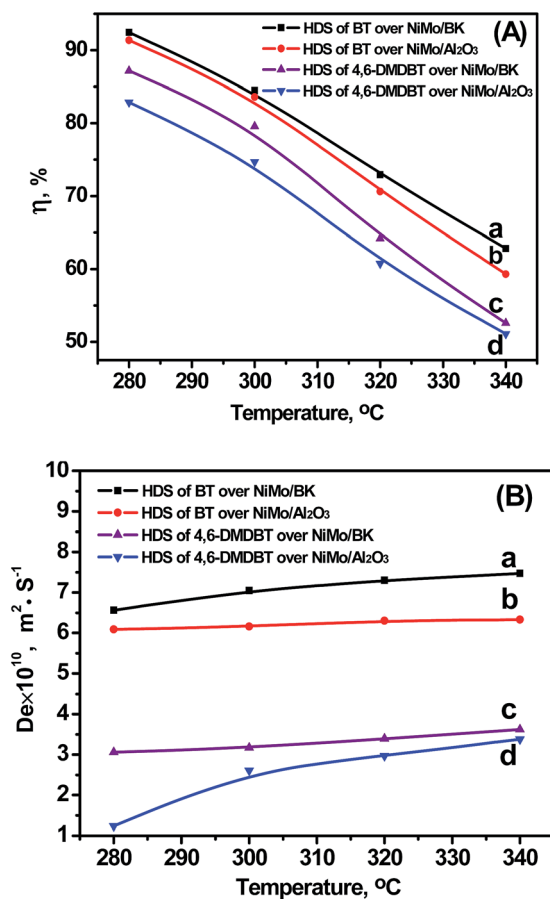 (A)
HDS of BT over NiMo/BK
HDS of BT over NiMo/Al₂O₃
HDS of 4,6-DMDBT over NiMo/BK
HDS of 4,6-DMDBT over NiMo/Al₂O₃
90
80
70
60
50
η, %
a
b
c
d
280 290 300 310 320 330 340
Temperature, ºC
(B)
HDS of BT over NiMo/BK
HDS of BT over NiMo/Al₂O₃
HDS of 4,6-DMDBT over NiMo/BK
HDS of 4,6-DMDBT over NiMo/Al₂O₃
10
9
8
7
6
5
4
3
2
1
De×10¹⁰, m²·S⁻¹
a
b
c
d
280 290 300 310 320 330 340
Temperature, ºC